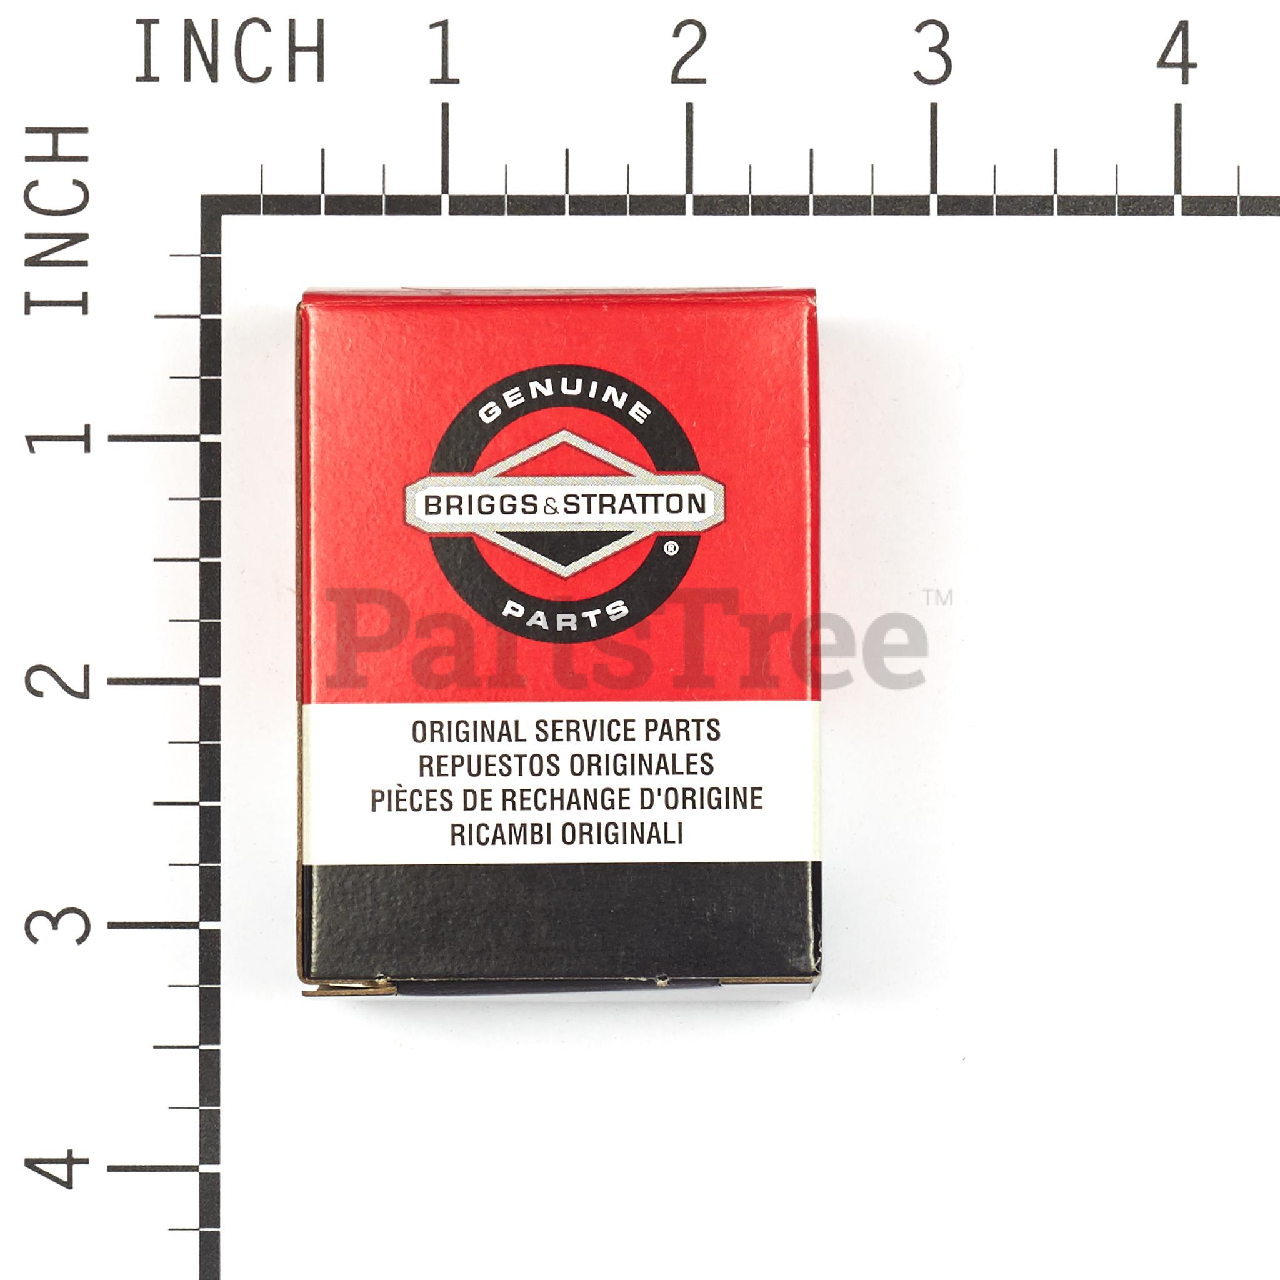 INCH 1 2 3 4
INCH 1 2 3 4
GENUINE
BRIGGS & STRATTON
®
PARTS
PartsTree™
ORIGINAL SERVICE PARTS
REPUESTOS ORIGINALES
PIÈCES DE RECHANGE D'ORIGINE
RICAMBI ORIGINALI